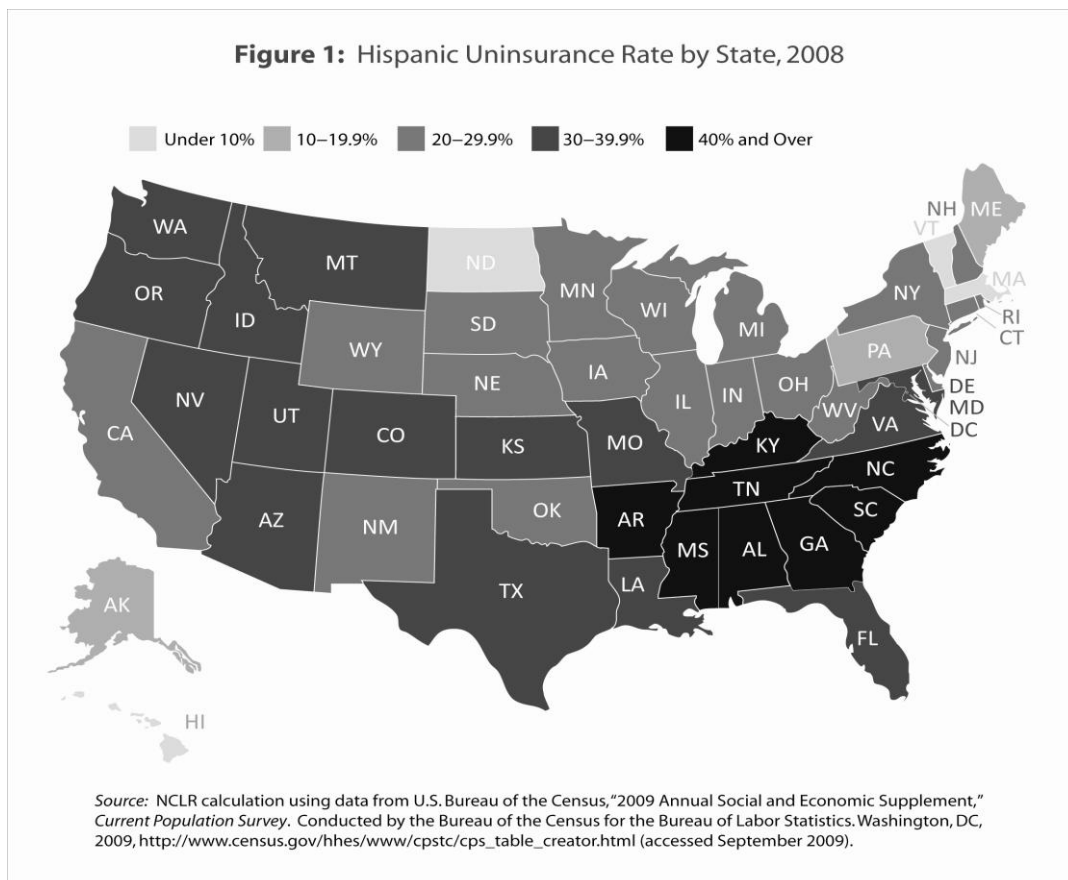 Figure 1: Hispanic Uninsurance Rate by State, 2008
Under 10% 10–19.9% 20–29.9% 30–39.9% 40% and Over
WA
OR
ID
MT
ND
MN
WI
MI
NH
VT
ME
NY
MA
RI
CT
SD
WY
NE
IA
PA
NJ
CA
NV
UT
CO
KS
MO
IL
IN
OH
WV
VA
DE
MD
DC
KY
NC
TN
SC
AZ
NM
OK
AR
MS
AL
GA
TX
LA
FL
AK
HI
Source: NCLR calculation using data from U.S. Bureau of the Census, “2009 Annual Social and Economic Supplement,”
Current Population Survey. Conducted by the Bureau of the Census for the Bureau of Labor Statistics. Washington, DC,
2009, http://www.census.gov/hhes/www/cpstc/cps_table_creator.html (accessed September 2009).